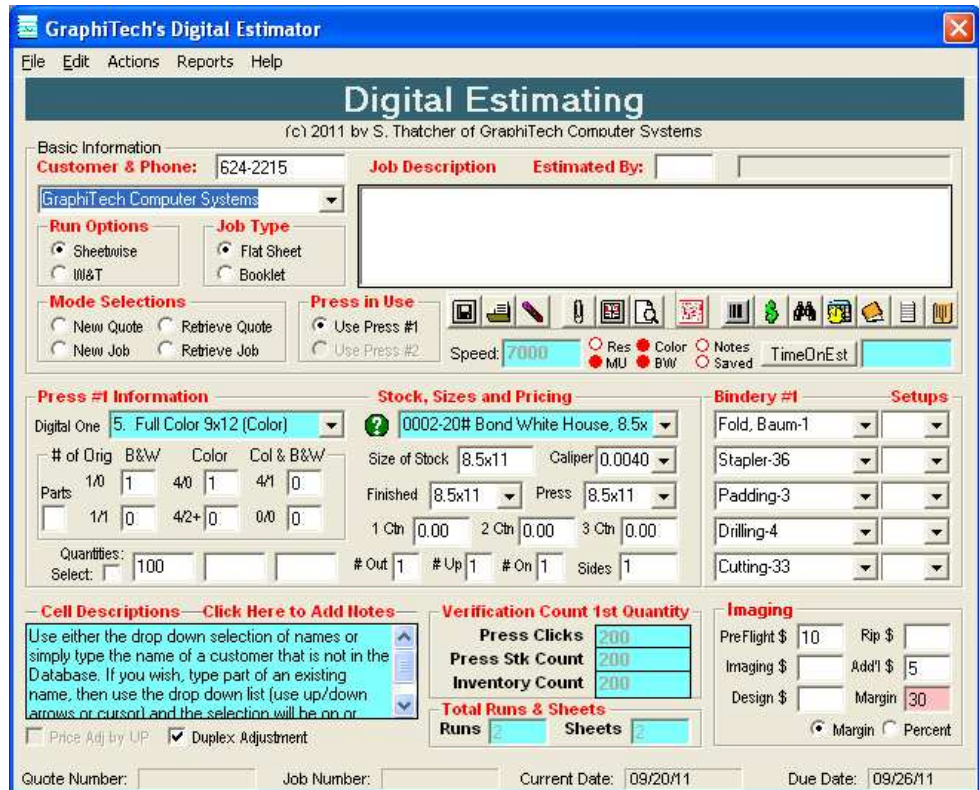 GraphiTech's Digital Estimator
File Edit Actions Reports Help
Digital Estimating
(c) 2011 by S. Thatcher of GraphiTech Computer Systems
Basic Information
Customer & Phone: 624-2215 Job Description Estimated By:
GraphiTech Computer Systems
Run Options Job Type
Sheetwise Flat Sheet
W&T Booklet
Mode Selections Press in Use
New Quote Retrieve Quote Use Press #1
New Job Retrieve Job Use Press #2
Speed: 7000 Res Color Notes
MU BW Saved TimeOnEst
Press #1 Information Stock, Sizes and Pricing Bindery #1 Setups
Digital One 5. Full Color 9x12 (Color) 0002-20# Bond White House, 8.5x Fold, Baum-1
# of Orig B&W Color Col & B&W Size of Stock 8.5x11 Caliper 0.0040 Stapler-36
Parts 1/0 1 4/0 1 4/1 0 Finished 8.5x11 Press 8.5x11 Padding-3
1/1 0 4/2+ 0 0/0 0 1 Ctn 0.00 2 Ctn 0.00 3 Ctn 0.00 Drilling-4
Quantities: 100 # Out 1 # Up 1 # On 1 Sides 1 Cutting-33
Select:
Cell Descriptions Click Here to Add Notes Verification Count 1st Quantity Imaging
Use either the drop down selection of names or Press Clicks 200 PreFlight $ 10 Rip $
simply type the name of a customer that is not in the Press Stk Count 200 Imaging $ Add'l $ 5
Database. If you wish, type part of an existing Inventory Count 200 Design $ Margin 30
name, then use the drop down list (use up/down Total Runs & Sheets
arrows or cursor) and the selection will be on or Runs 2 Sheets 2 Margin Percent
Price Adj by UP Duplex Adjustment
Quote Number: Job Number: Current Date: 09/20/11 Due Date: 09/26/11